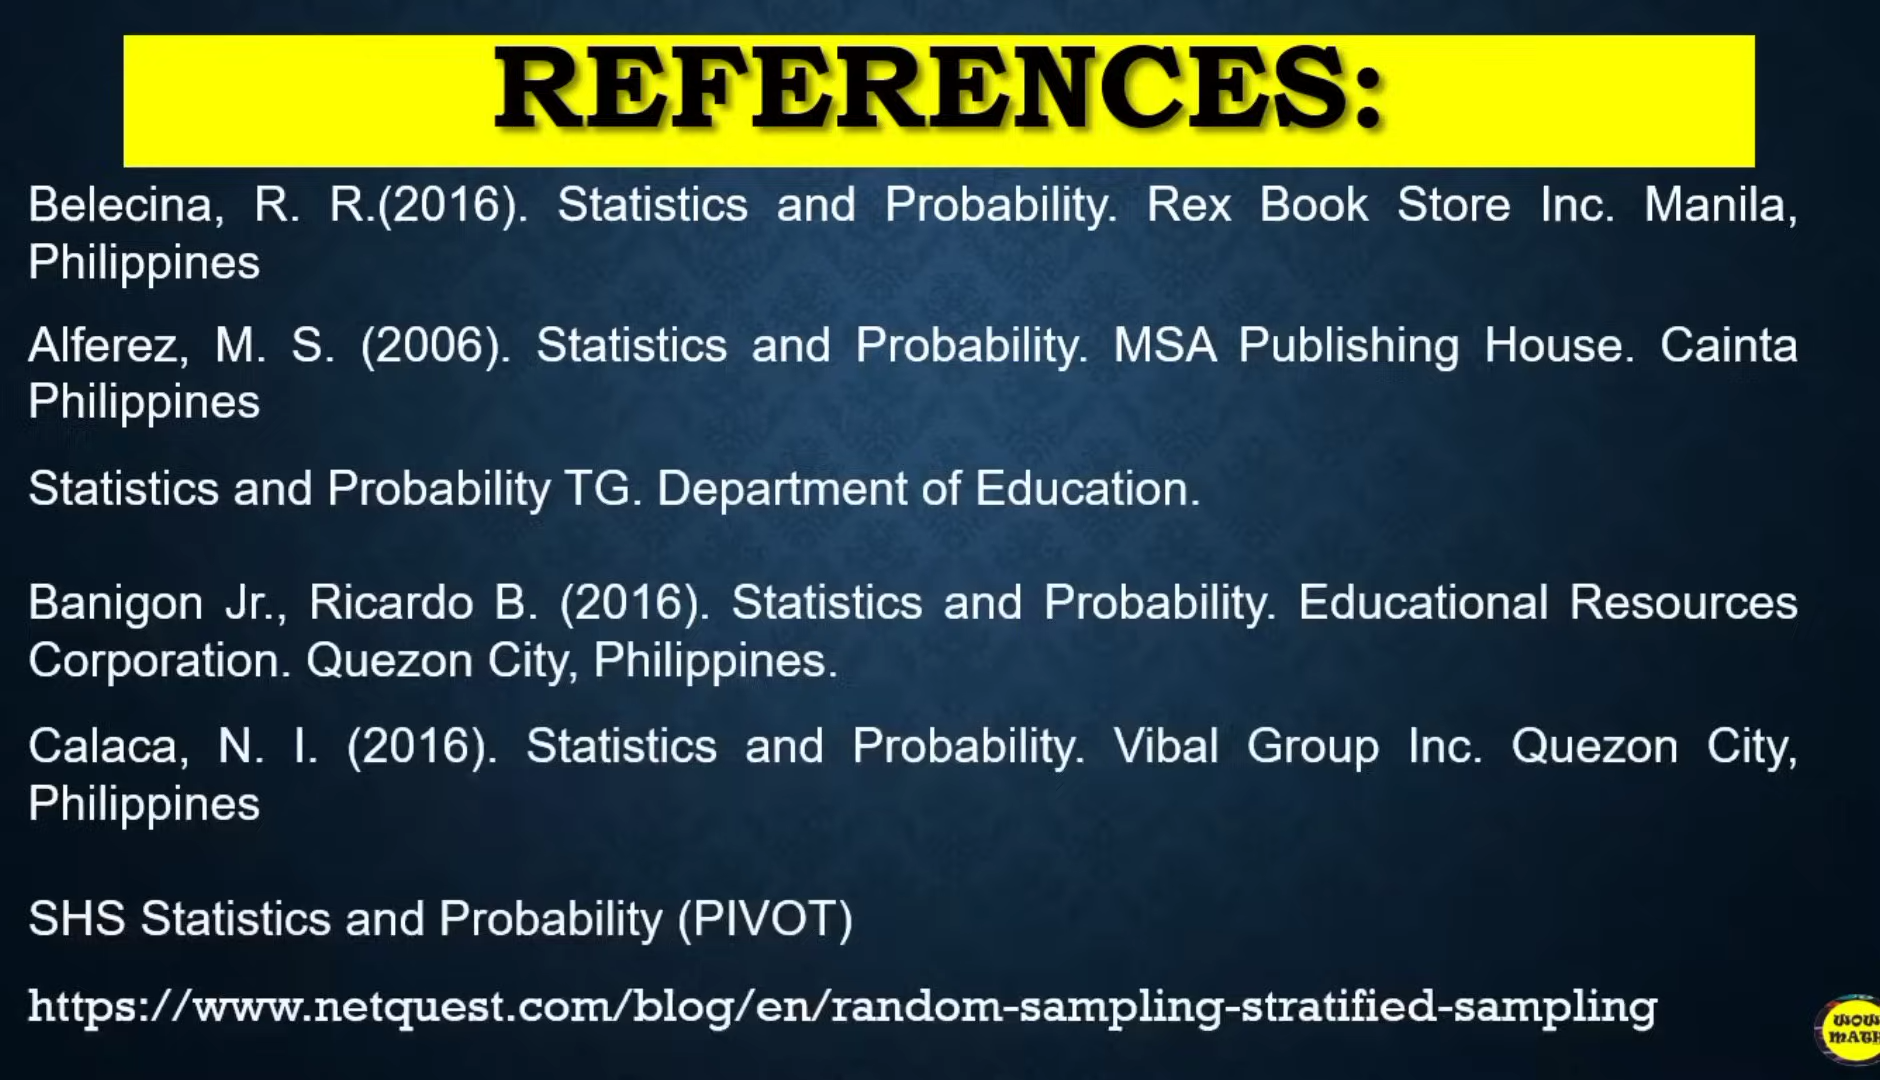 REFERENCES:
Belecina, R. R.(2016). Statistics and Probability. Rex Book Store Inc. Manila,
Philippines
Alferez, M. S. (2006). Statistics and Probability. MSA Publishing House. Cainta
Philippines
Statistics and Probability TG. Department of Education.
Banigon Jr., Ricardo B. (2016). Statistics and Probability. Educational Resources
Corporation. Quezon City, Philippines.
Calaca, N. I. (2016). Statistics and Probability. Vibal Group Inc. Quezon City,
Philippines
SHS Statistics and Probability (PIVOT)
https://www.netquest.com/blog/en/random-sampling-stratified-sampling
WOW
MATH